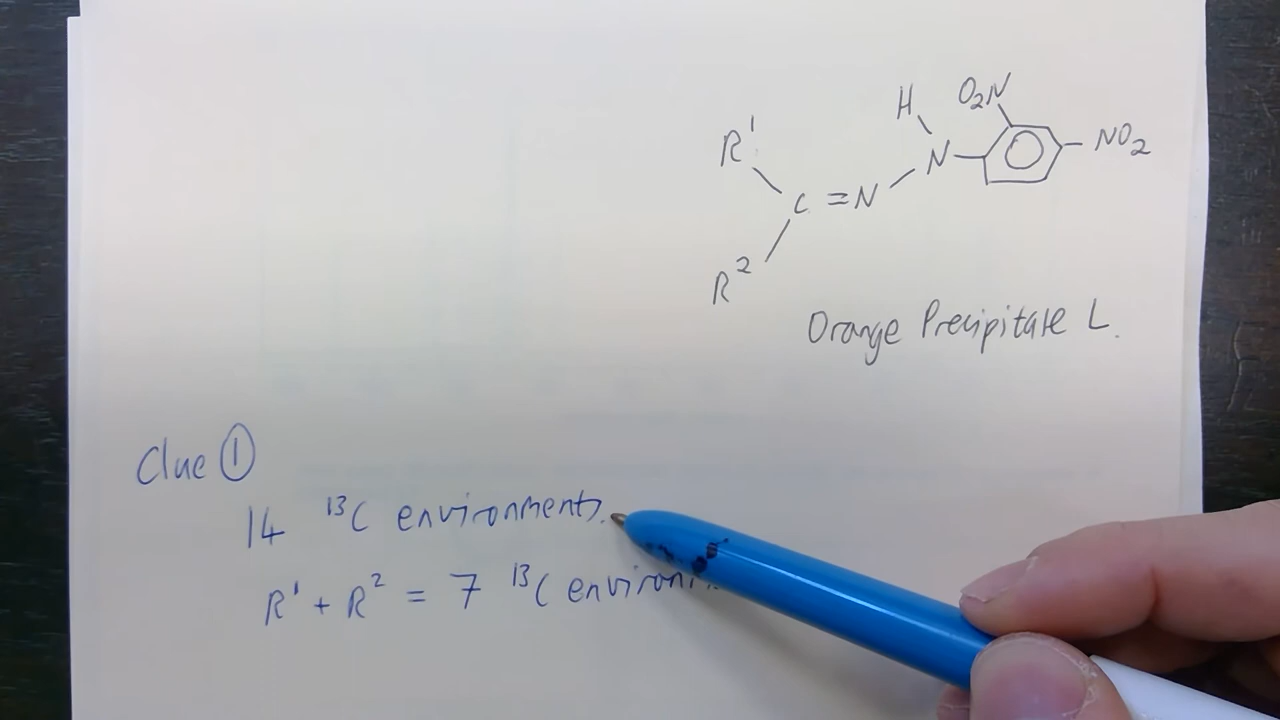 H O₂N
R¹ N NO₂
C =N
R²
Orange Precipitate L.
Clue ①
14 ¹³C environments.
R¹ + R² = 7 ¹³C